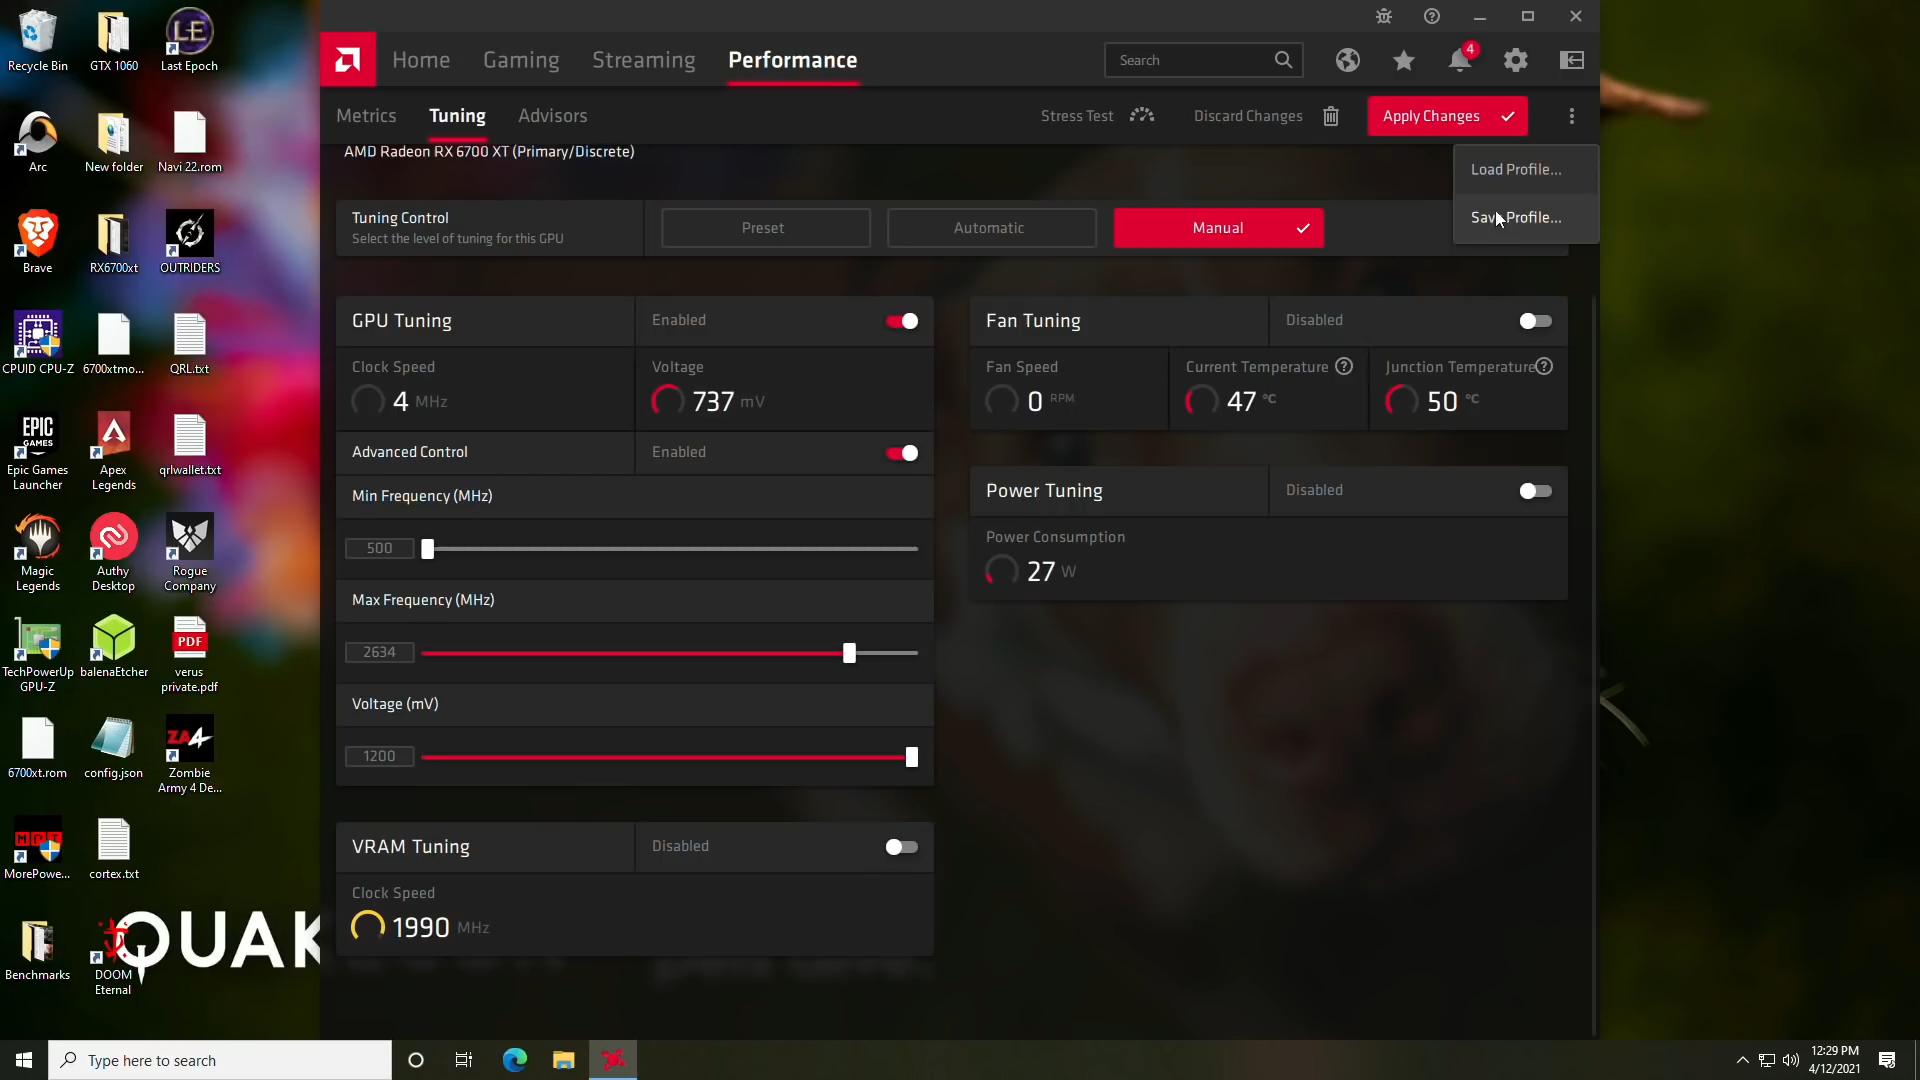 Recycle Bin
GTX 1060
Last Epoch
Arc
New folder
Navi 22.rom
Brave
RX6700xt
OUTRIDERS
CPUID CPU-Z
6700xtmo...
QRL.txt
EPIC
GAMES
Epic Games
Launcher
Apex
Legends
qrlwallet.txt
Magic
Legends
Authy
Desktop
Rogue
Company
TechPowerUp
GPU-Z
balenaEtcher
PDF
verus
private.pdf
6700xt.rom
config.json
ZA4
Zombie
Army 4 De...
MPT
MorePowe...
cortex.txt
Benchmarks
DOOM
Eternal
QUAK
Home
Gaming
Streaming
Performance
Search
4
Metrics
Tuning
Advisors
Stress Test
Discard Changes
Apply Changes
Load Profile...
Save Profile...
AMD Radeon RX 6700 XT (Primary/Discrete)
Tuning Control
Select the level of tuning for this GPU
Preset
Automatic
Manual
GPU Tuning
Enabled
Clock Speed
4 MHz
Voltage
737 mV
Advanced Control
Enabled
Min Frequency (MHz)
500
Max Frequency (MHz)
2634
Voltage (mV)
1200
VRAM Tuning
Disabled
Clock Speed
1990 MHz
Fan Tuning
Disabled
Fan Speed
0 RPM
Current Temperature
47 °C
Junction Temperature
50 °C
Power Tuning
Disabled
Power Consumption
27 W
Type here to search
12:29 PM
4/12/2021